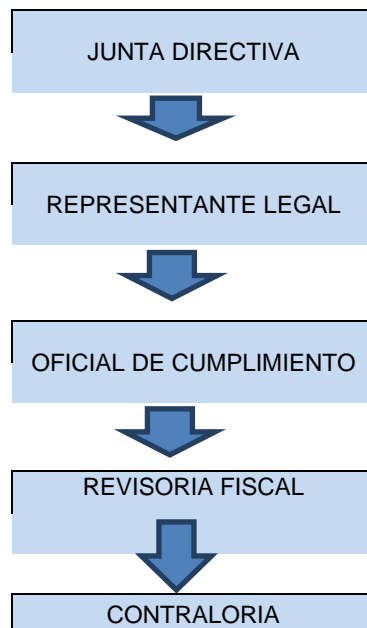 JUNTA DIRECTIVA
REPRESENTANTE LEGAL
OFICIAL DE CUMPLIMIENTO
REVISORIA FISCAL
CONTRALORIA